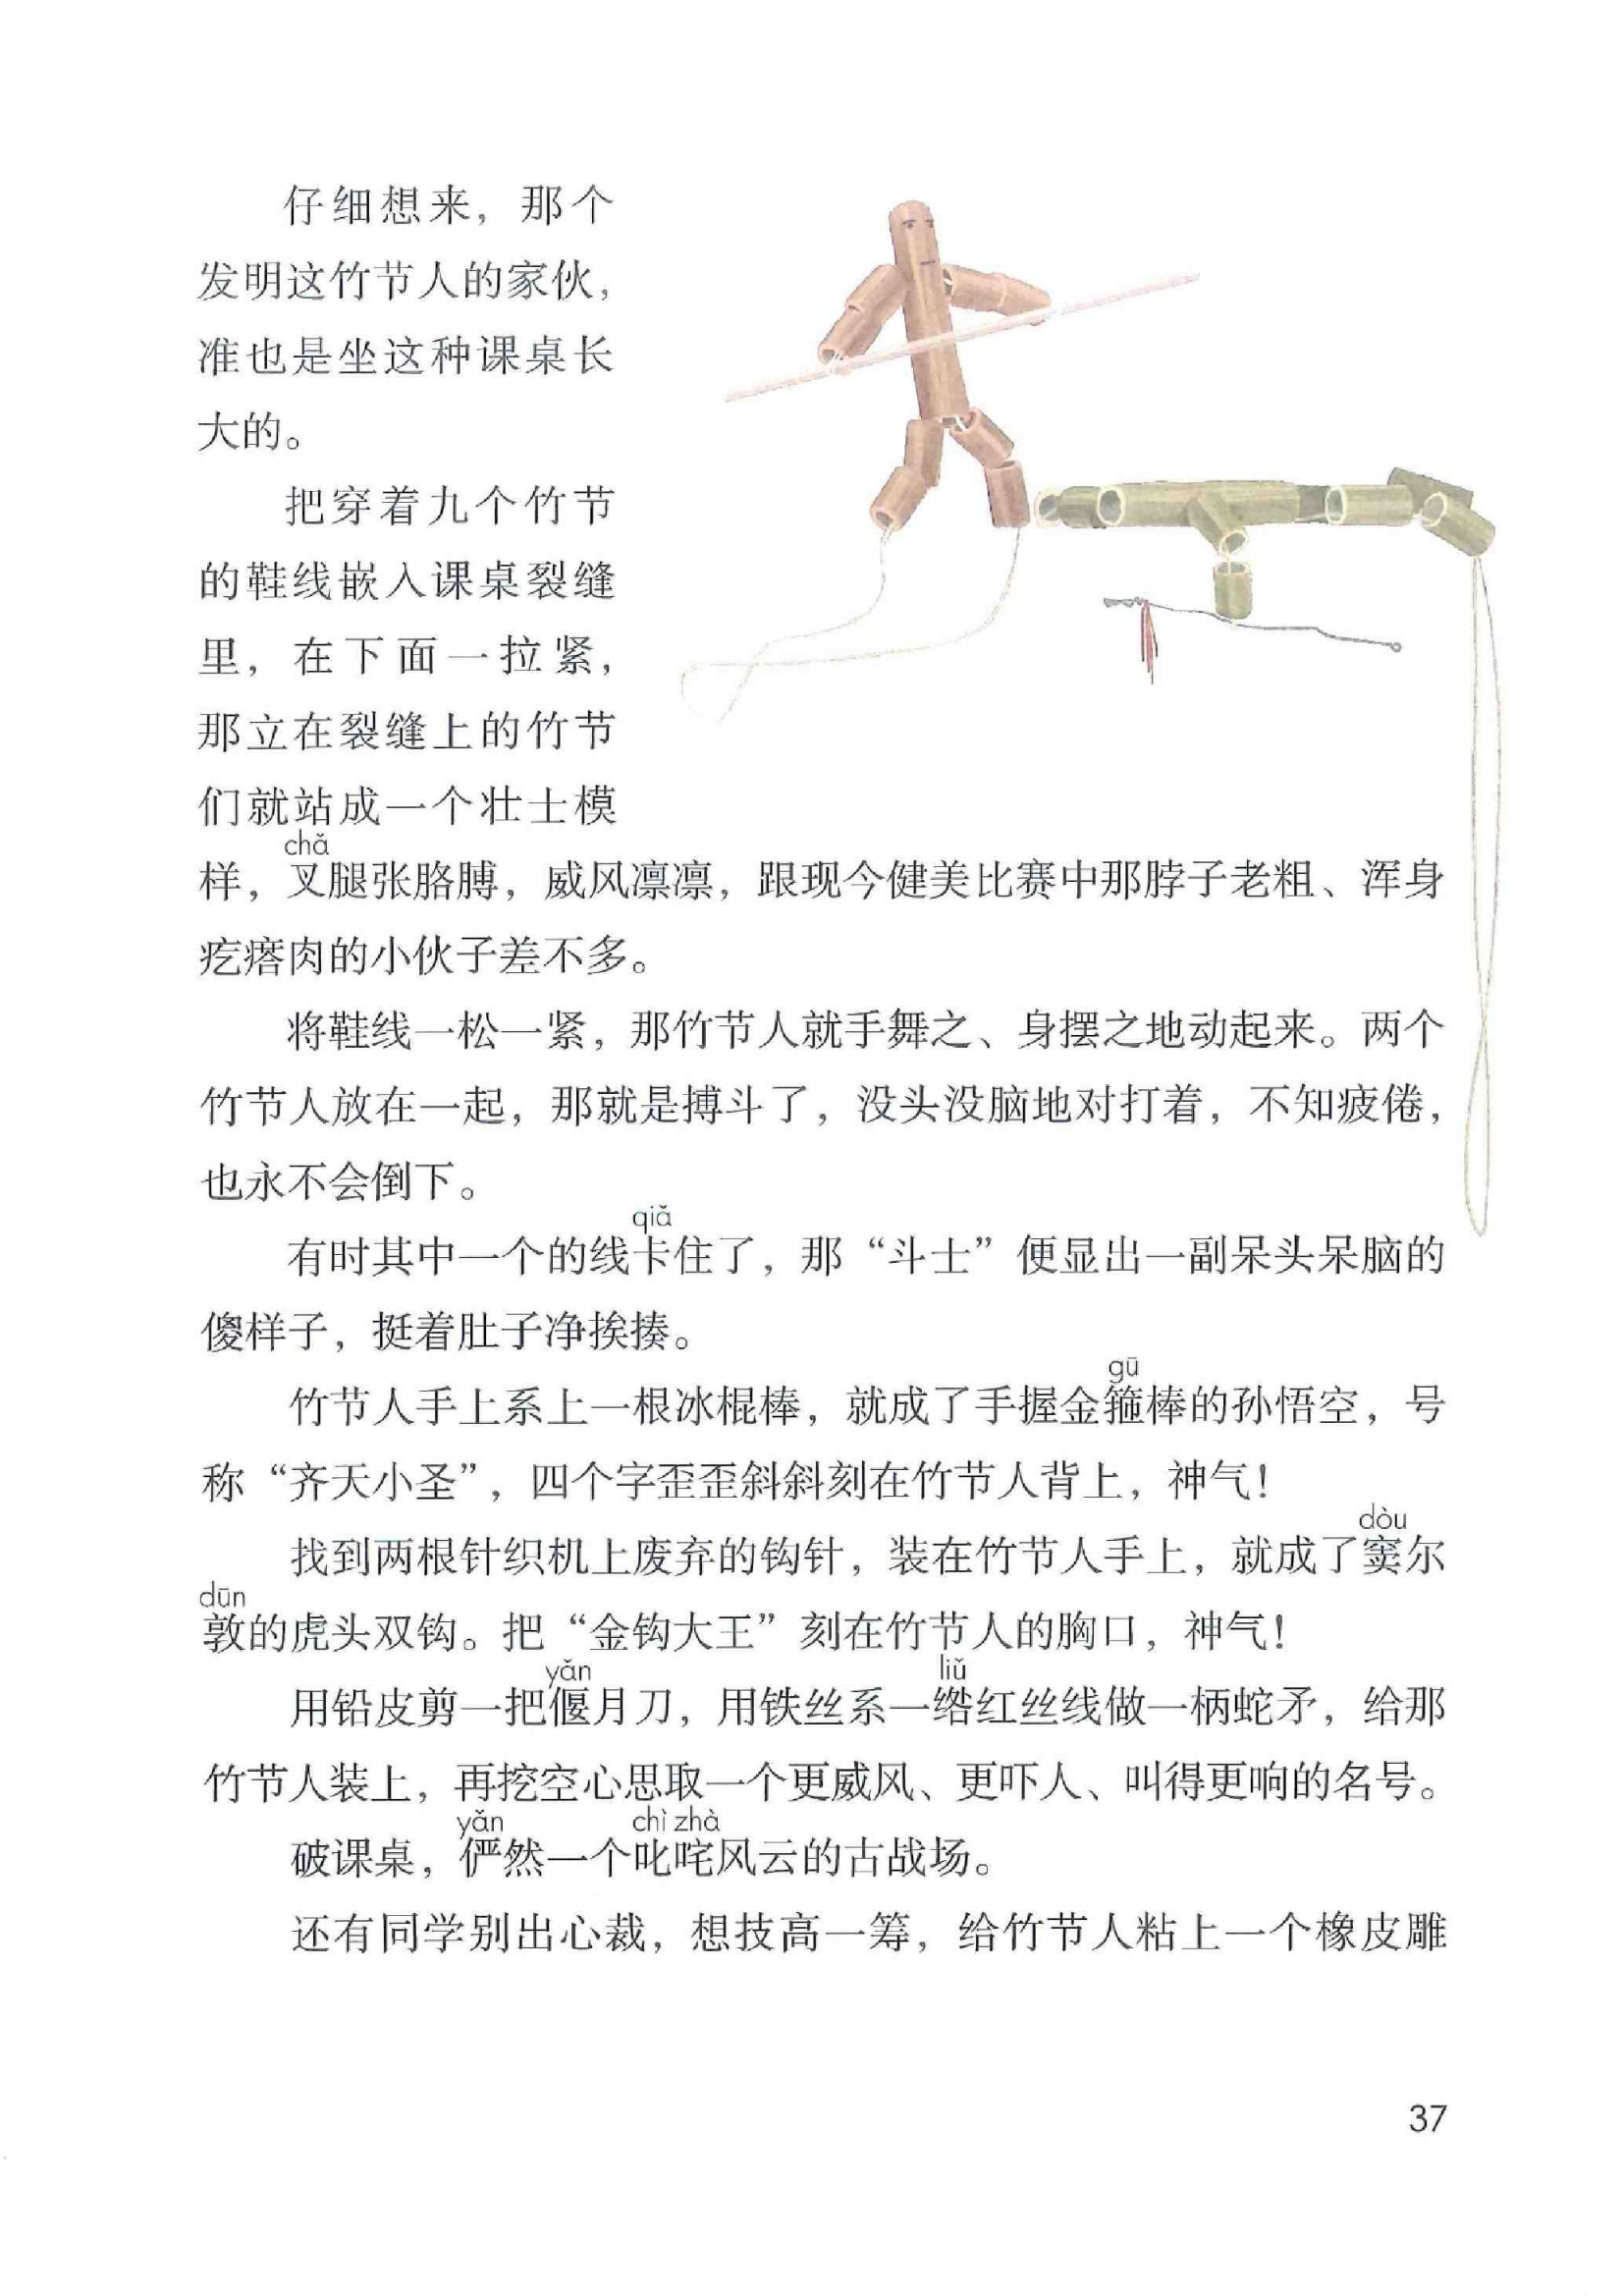 仔细想来，那个
发明这竹节人的家伙，
准也是坐这种课桌长
大的。
把穿着九个竹节
的鞋线嵌入课桌裂缝
里，在下面一拉紧，
那立在裂缝上的竹节
们就站成一个壮士模
chǎ
样，叉腿张胳膊，威风凛凛，跟现今健美比赛中那脖子老粗、浑身
疙瘩肉的小伙子差不多。
将鞋线一松一紧，那竹节人就手舞之、身摆之地动起来。两个
竹节人放在一起，那就是搏斗了，没头没脑地对打着，不知疲倦，
也永不会倒下。
qiǎ
有时其中一个的线卡住了，那“斗士”便显出一副呆头呆脑的
傻样子，挺着肚子净挨揍。
gū
竹节人手上系上一根冰棍棒，就成了手握金箍棒的孙悟空，号
称“齐天小圣”，四个字歪歪斜斜刻在竹节人背上，神气！
dòu
找到两根针织机上废弃的钩针，装在竹节人手上，就成了窦尔
dūn
敦的虎头双钩。把“金钩大王”刻在竹节人的胸口，神气！
yǎn liǔ
用铅皮剪一把偃月刀，用铁丝系一绺红丝线做一柄蛇矛，给那
竹节人装上，再挖空心思取一个更威风、更吓人、叫得更响的名号。
yǎn chì zhà
破课桌，俨然一个叱咤风云的古战场。
还有同学别出心裁，想技高一筹，给竹节人粘上一个橡皮雕
37